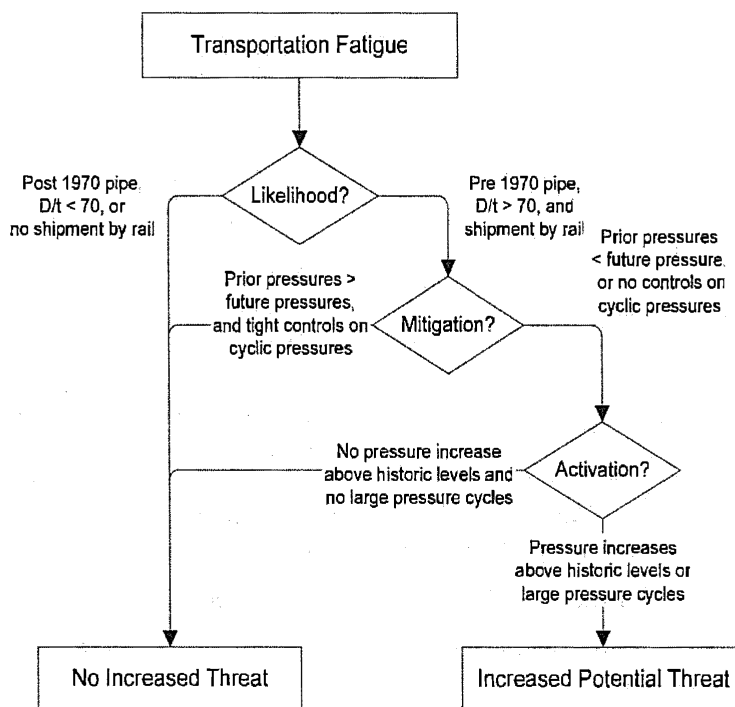 Transportation Fatigue
Likelihood?
Post 1970 pipe,
D/t < 70, or
no shipment by rail
Pre 1970 pipe,
D/t > 70, and
shipment by rail
Prior pressures
< future pressure,
or no controls on
cyclic pressures
Prior pressures >
future pressures,
and tight controls on
cyclic pressures
Mitigation?
No pressure increase
above historic levels and
no large pressure cycles
Activation?
Pressure increases
above historic levels or
large pressure cycles
No Increased Threat
Increased Potential Threat